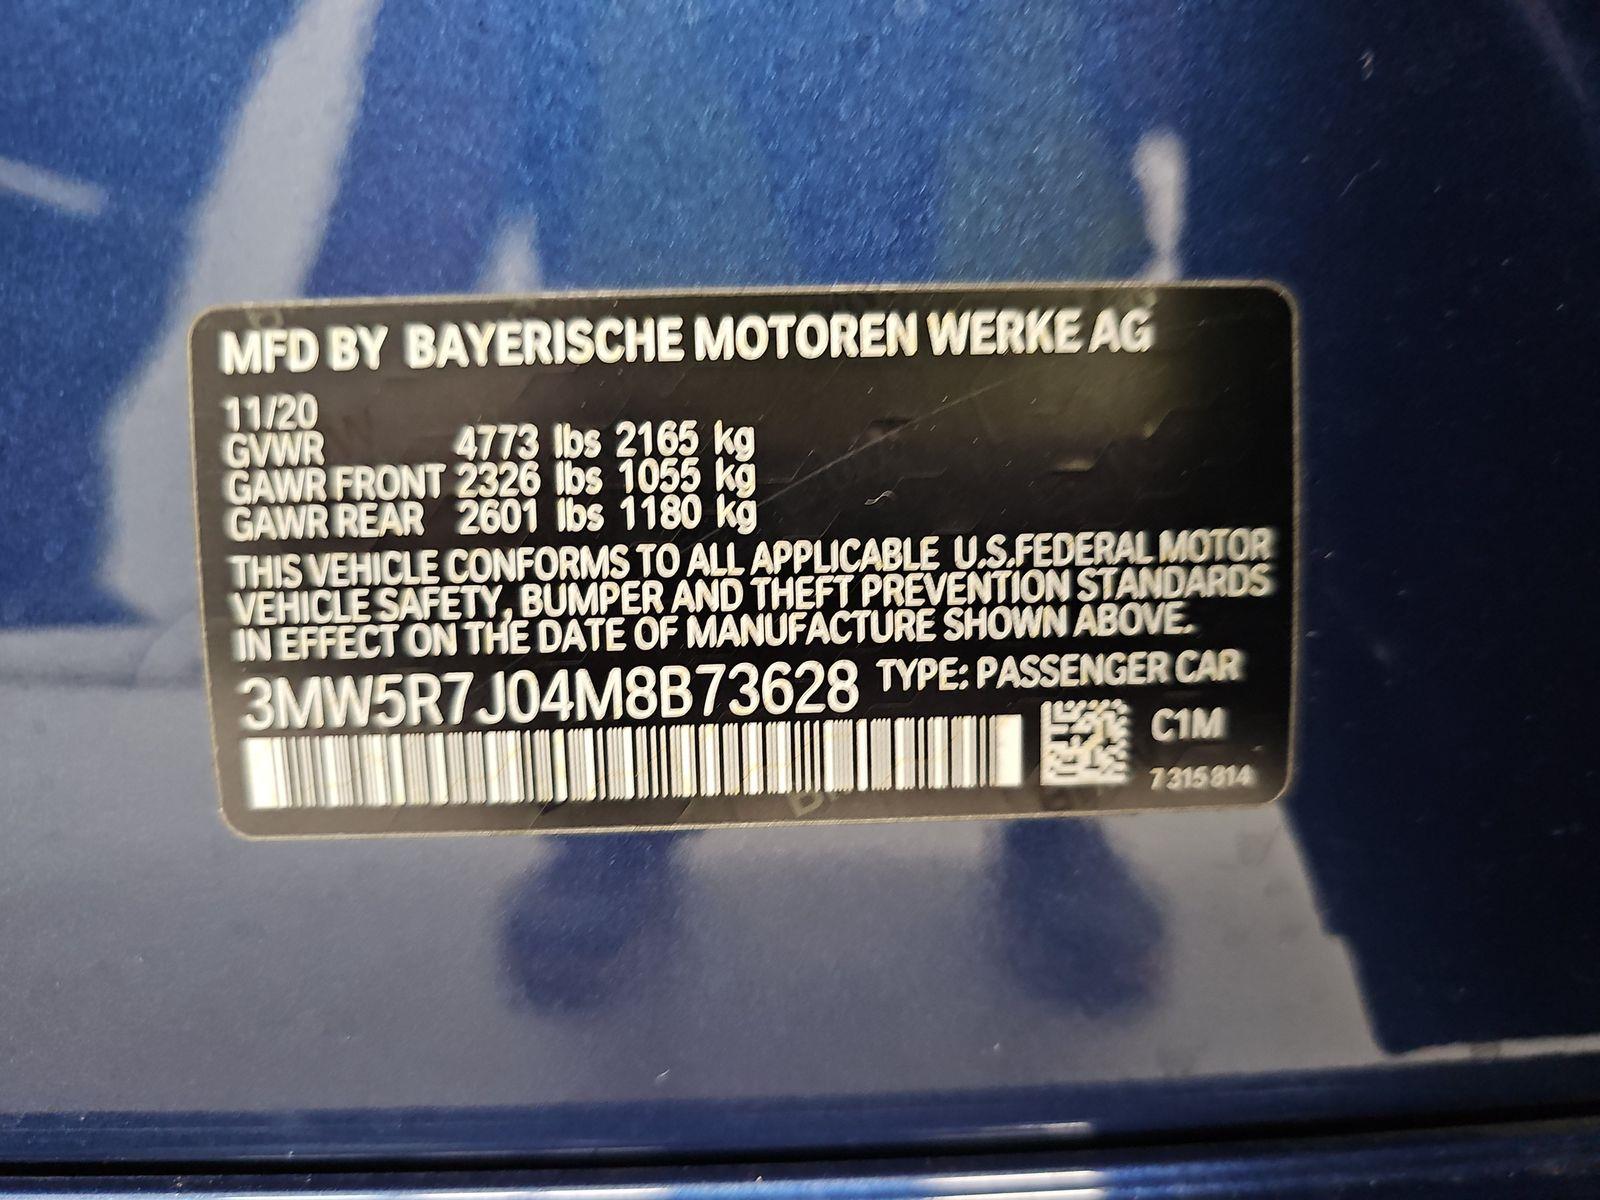 MFD BY BAYERISCHE MOTOREN WERKE AG
11/20
GVWR 4773 lbs 2165 kg
GAWR FRONT 2326 lbs 1055 kg
GAWR REAR 2601 lbs 1180 kg
THIS VEHICLE CONFORMS TO ALL APPLICABLE U.S.FEDERAL MOTOR
VEHICLE SAFETY, BUMPER AND THEFT PREVENTION STANDARDS
IN EFFECT ON THE DATE OF MANUFACTURE SHOWN ABOVE.
3MW5R7J04M8B73628 TYPE: PASSENGER CAR
C1M
7 315 814